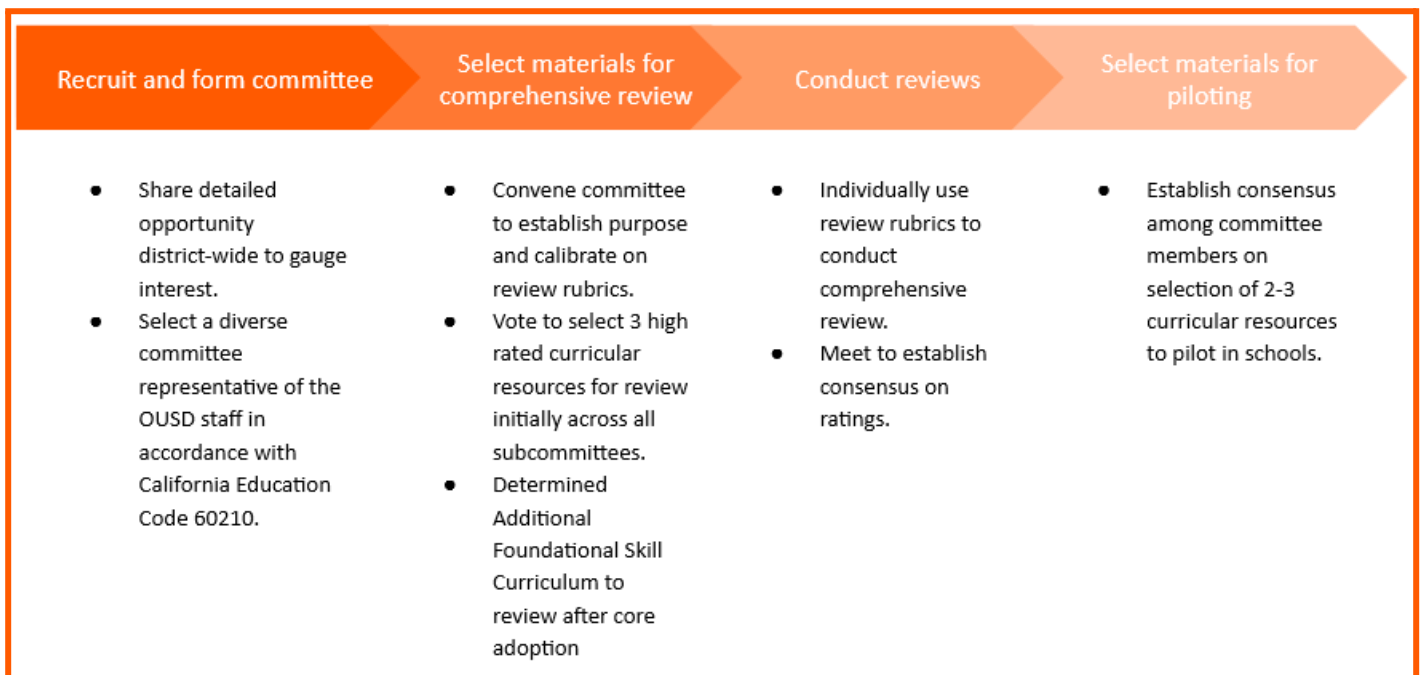 Recruit and form committee
Select materials for
comprehensive review
Conduct reviews
Select materials for
piloting
● Share detailed
opportunity
district-wide to gauge
interest.
● Select a diverse
committee
representative of the
OUSD staff in
accordance with
California Education
Code 60210.
● Convene committee
to establish purpose
and calibrate on
review rubrics.
● Vote to select 3 high
rated curricular
resources for review
initially across all
subcommittees.
● Determined
Additional
Foundational Skill
Curriculum to
review after core
adoption
● Individually use
review rubrics to
conduct
comprehensive
review.
● Meet to establish
consensus on
ratings.
● Establish consensus
among committee
members on
selection of 2-3
curricular resources
to pilot in schools.